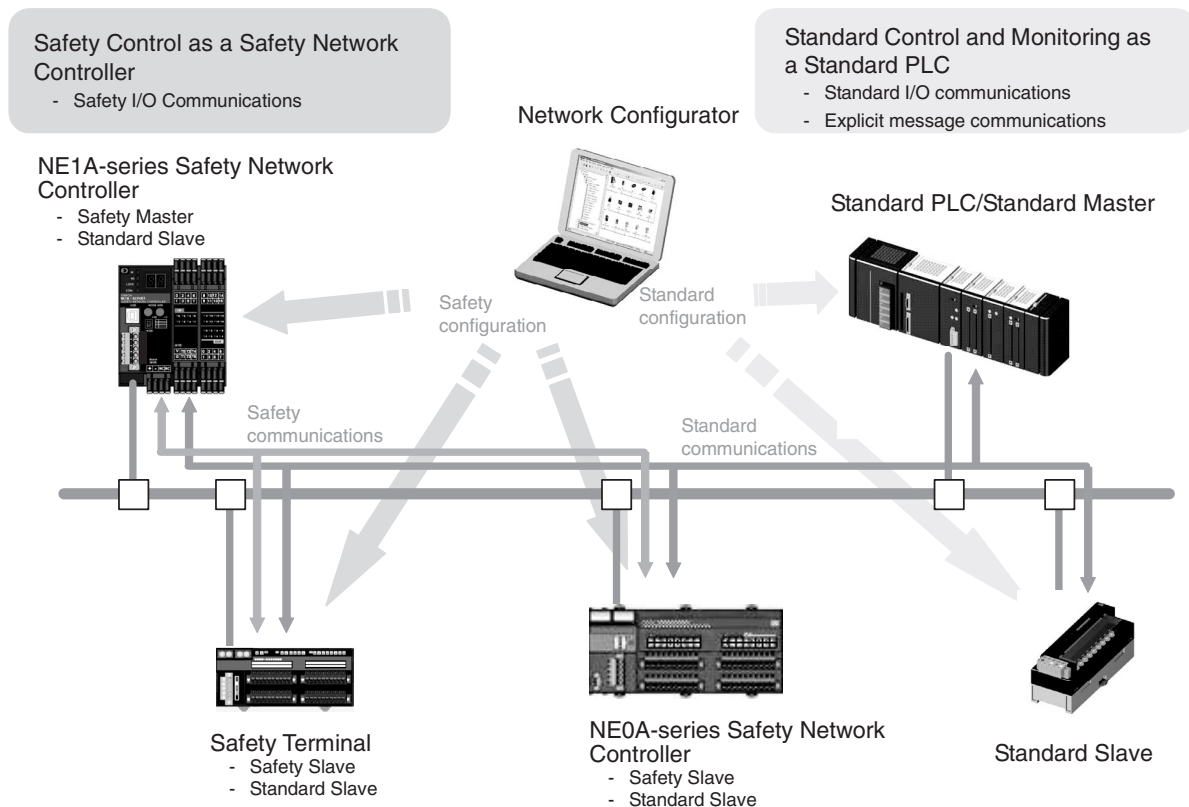 Safety Control as a Safety Network
Controller
- Safety I/O Communications
Standard Control and Monitoring as
a Standard PLC
- Standard I/O communications
- Explicit message communications
Network Configurator
NE1A-series Safety Network
Controller
- Safety Master
- Standard Slave
Standard PLC/Standard Master
Safety
configuration
Standard
configuration
Safety
communications
Standard
communications
Safety Terminal
- Safety Slave
- Standard Slave
NE0A-series Safety Network
Controller
- Safety Slave
- Standard Slave
Standard Slave